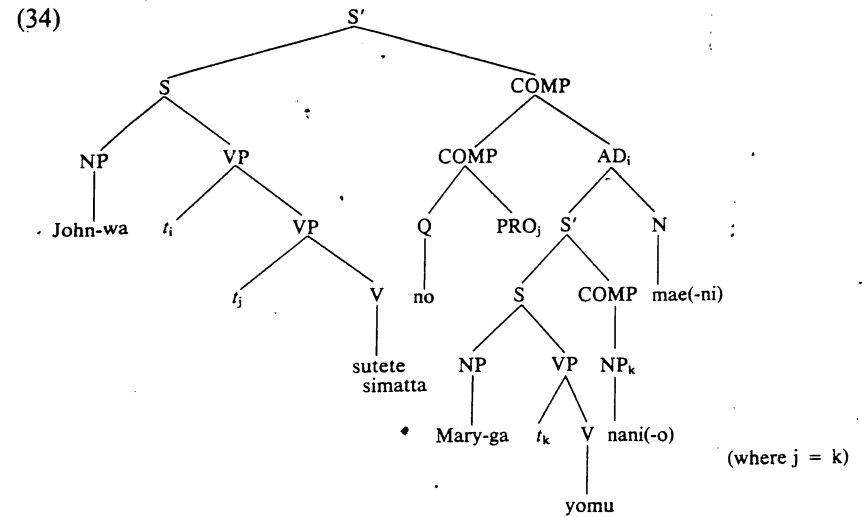 (34)
S′
S COMP
NP VP COMP ADᵢ
John-wa tᵢ VP Q PROⱼ S′ N
tⱼ V no S COMP mae(-ni)
sutete NP VP NPₖ
simatta
Mary-ga tₖ V nani(-o)
(where j = k)
yomu